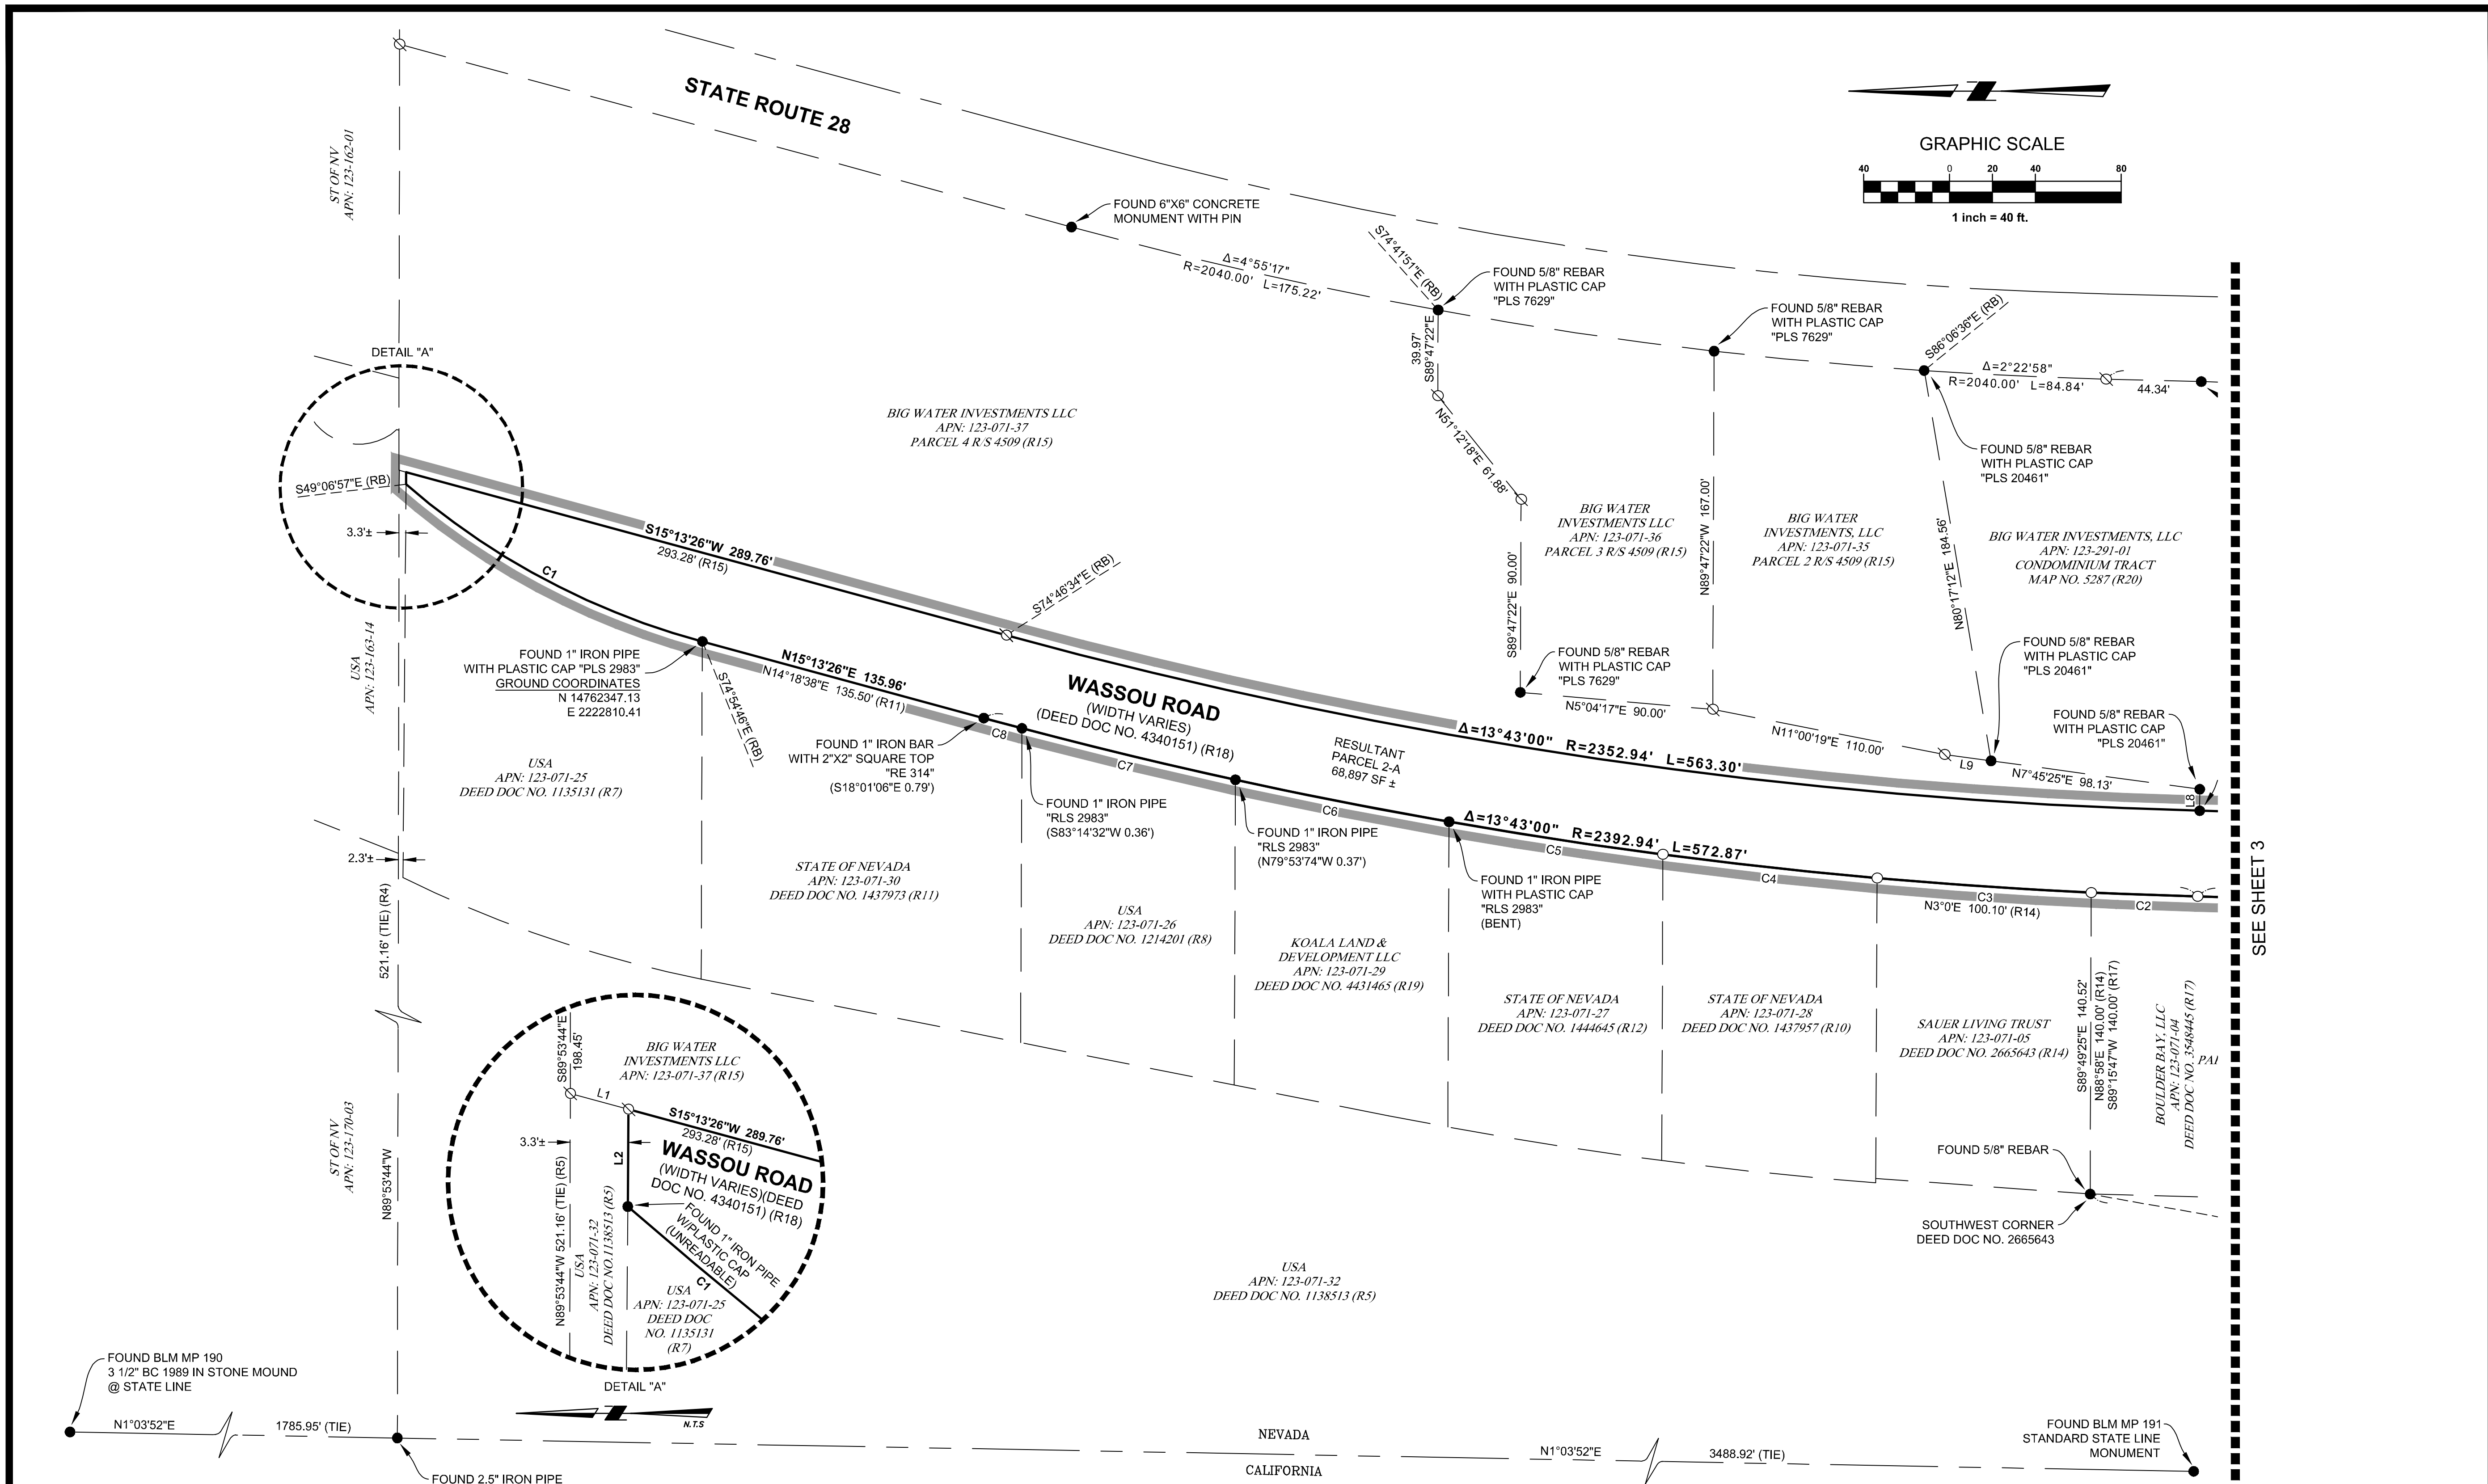 STATE ROUTE 28
ST OF NV
APN: 123-162-01
GRAPHIC SCALE
40 0 20 40 80
1 inch = 40 ft.
FOUND 6"X6" CONCRETE
MONUMENT WITH PIN
Δ=4°55'17"
R=2040.00' L=175.22'
S74°41'51"E (RB)
FOUND 5/8" REBAR
WITH PLASTIC CAP
"PLS 7629"
39.97'
S89°47'22"E
FOUND 5/8" REBAR
WITH PLASTIC CAP
"PLS 7629"
S86°06'36"E (RB)
Δ=2°22'58"
R=2040.00' L=84.84'
44.34'
DETAIL "A"
BIG WATER INVESTMENTS LLC
APN: 123-071-37
PARCEL 4 R/S 4509 (R15)
N51°12'18"E 61.88'
FOUND 5/8" REBAR
WITH PLASTIC CAP
"PLS 20461"
S49°06'57"E (RB)
3.3'±
S15°13'26"W 289.76'
293.28' (R15)
C1
S74°46'34"E (RB)
BIG WATER
INVESTMENTS LLC
APN: 123-071-36
PARCEL 3 R/S 4509 (R15)
S89°47'22"E 90.00'
N89°47'22"W 167.00'
BIG WATER
INVESTMENTS, LLC
APN: 123-071-35
PARCEL 2 R/S 4509 (R15)
N80°17'12"E 184.56'
BIG WATER INVESTMENTS, LLC
APN: 123-291-01
CONDOMINIUM TRACT
MAP NO. 5287 (R20)
USA
APN: 123-163-14
FOUND 1" IRON PIPE
WITH PLASTIC CAP "PLS 2983"
GROUND COORDINATES
N 14762347.13
E 2222810.41
N15°13'26"E 135.96'
N14°18'38"E 135.50' (R11)
S74°54'46"E (RB)
WASSOU ROAD
(WIDTH VARIES)
(DEED DOC NO. 4340151) (R18)
FOUND 5/8" REBAR
WITH PLASTIC CAP
"PLS 7629"
N5°04'17"E 90.00'
N11°00'19"E 110.00'
L9
FOUND 5/8" REBAR
WITH PLASTIC CAP
"PLS 20461"
N7°45'25"E 98.13'
FOUND 5/8" REBAR
WITH PLASTIC CAP
"PLS 20461"
L8
FOUND 1" IRON BAR
WITH 2"X2" SQUARE TOP
"RE 314"
(S18°01'06"E 0.79')
C8
C7
RESULTANT
PARCEL 2-A
68,897 SF ±
Δ=13°43'00" R=2352.94' L=563.30'
USA
APN: 123-071-25
DEED DOC NO. 1135131 (R7)
FOUND 1" IRON PIPE
"RLS 2983"
(S83°14'32"W 0.36')
C6
FOUND 1" IRON PIPE
"RLS 2983"
(N79°53'74"W 0.37')
Δ=13°43'00" R=2392.94' L=572.87'
C5
C4
C3
C2
N3°0'E 100.10' (R14)
SEE SHEET 3
2.3'±
521.16' (TIE) (R4)
STATE OF NEVADA
APN: 123-071-30
DEED DOC NO. 1437973 (R11)
FOUND 1" IRON PIPE
WITH PLASTIC CAP
"RLS 2983"
(BENT)
USA
APN: 123-071-26
DEED DOC NO. 1214201 (R8)
KOALA LAND &
DEVELOPMENT LLC
APN: 123-071-29
DEED DOC NO. 4431465 (R19)
STATE OF NEVADA
APN: 123-071-27
DEED DOC NO. 1444645 (R12)
STATE OF NEVADA
APN: 123-071-28
DEED DOC NO. 1437957 (R10)
SAUER LIVING TRUST
APN: 123-071-05
DEED DOC NO. 2665643 (R14)
S89°49'25"E 140.52'
N88°58'E 140.00' (R14)
S89°15'47"W 140.00' (R17)
BOULDER BAY, LLC
APN: 123-071-04
DEED DOC NO. 3548445 (R17)
FOUND 5/8" REBAR
SOUTHWEST CORNER
DEED DOC NO. 2665643
ST OF NV
APN: 123-170-03
N89°53'44"W
S89°53'44"E
198.45'
BIG WATER
INVESTMENTS LLC
APN: 123-071-37 (R15)
L1
S15°13'26"W 289.76'
293.28' (R15)
3.3'±
L2
WASSOU ROAD
(WIDTH VARIES)(DEED
DOC NO. 4340151) (R18)
N89°53'44"W 521.16' (TIE) (R5)
USA
APN: 123-071-32
DEED DOC NO.1138513 (R5)
FOUND 1" IRON PIPE
W/PLASTIC CAP
(UNREADABLE)
C1
USA
APN: 123-071-25
DEED DOC
NO. 1135131
(R7)
DETAIL "A"
N.T.S
USA
APN: 123-071-32
DEED DOC NO. 1138513 (R5)
FOUND BLM MP 190
3 1/2" BC 1989 IN STONE MOUND
@ STATE LINE
N1°03'52"E
1785.95' (TIE)
FOUND 2.5" IRON PIPE
NEVADA
CALIFORNIA
N1°03'52"E
3488.92' (TIE)
FOUND BLM MP 191
STANDARD STATE LINE
MONUMENT